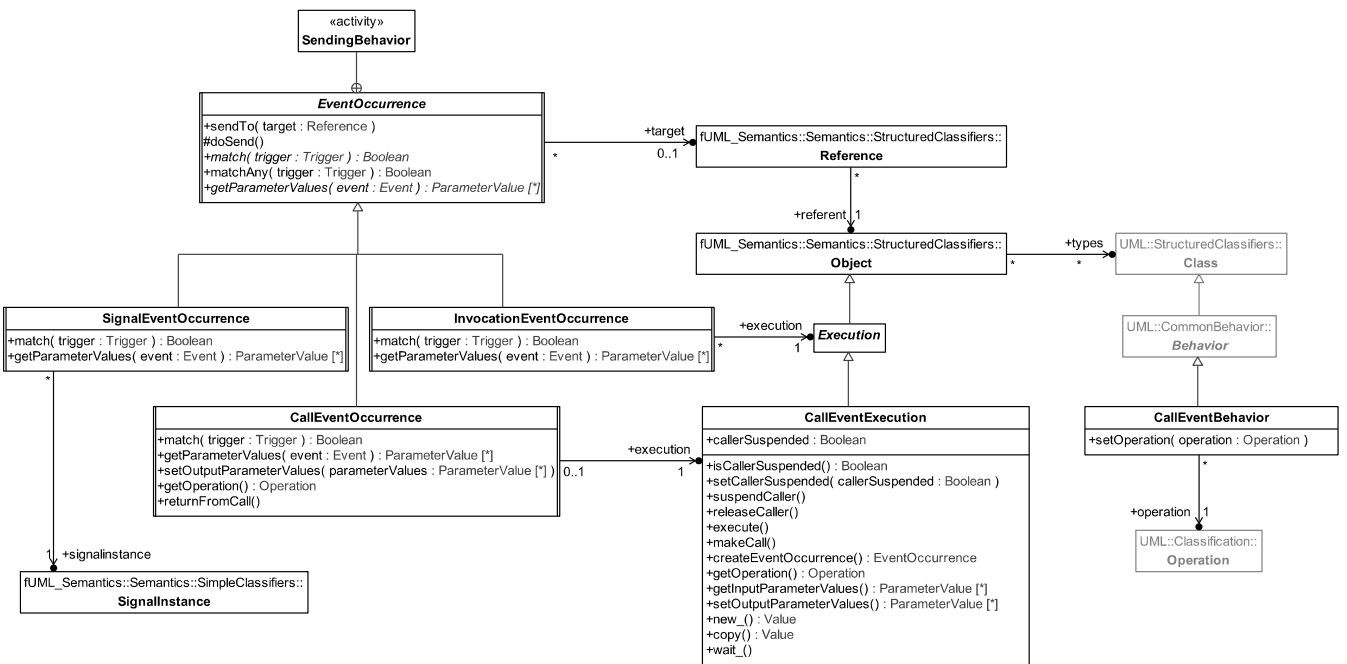 «activity»
SendingBehavior
EventOccurrence
+sendTo( target : Reference )
#doSend()
+match( trigger : Trigger ) : Boolean
+matchAny( trigger : Trigger ) : Boolean
+getParameterValues( event : Event ) : ParameterValue [*]
+target
*
0..1
fUML_Semantics::Semantics::StructuredClassifiers::
Reference
*
+referent
1
fUML_Semantics::Semantics::StructuredClassifiers::
Object
+types
*
*
UML::StructuredClassifiers::
Class
SignalEventOccurrence
+match( trigger : Trigger ) : Boolean
+getParameterValues( event : Event ) : ParameterValue [*]
InvocationEventOccurrence
+match( trigger : Trigger ) : Boolean
+getParameterValues( event : Event ) : ParameterValue [*]
+execution
*
1
Execution
UML::CommonBehavior::
Behavior
*
CallEventOccurrence
+match( trigger : Trigger ) : Boolean
+getParameterValues( event : Event ) : ParameterValue [*]
+setOutputParameterValues( parameterValues : ParameterValue [*] )
+getOperation() : Operation
+returnFromCall()
+execution
0..1
1
CallEventExecution
+callerSuspended : Boolean
+isCallerSuspended() : Boolean
+setCallerSuspended( callerSuspended : Boolean )
+suspendCaller()
+releaseCaller()
+execute()
+makeCall()
+createEventOccurrence() : EventOccurrence
+getOperation() : Operation
+getInputParameterValues() : ParameterValue [*]
+setOutputParameterValues() : ParameterValue [*]
+new_() : Value
+copy() : Value
+wait_()
CallEventBehavior
+setOperation( operation : Operation )
*
+operation
1
UML::Classification::
Operation
1
+signalinstance
fUML_Semantics::Semantics::SimpleClassifiers::
SignalInstance